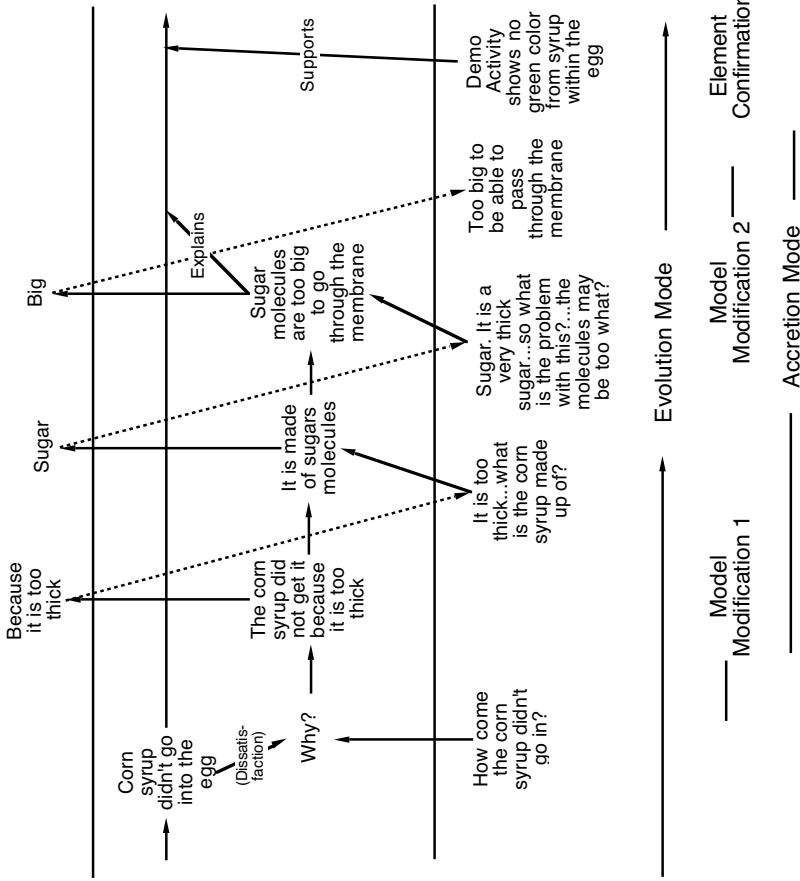 Because
it is too
thick
Sugar
Big
Corn
syrup
didn't go
into the
egg
(Dissatis-
faction)
Why?
The corn
syrup did
not get it
because
it is too
thick
It is made
of sugars
molecules
Sugar
molecules
are too big
to go
through the
membrane
Explains
Supports
How come
the corn
syrup didn't
go in?
It is too
thick...what
is the corn
syrup made
up of?
Sugar. It is a
very thick
sugar...so what
is the problem
with this?...the
molecules may
be too what?
Too big to
be able to
pass
through the
membrane
Demo
Activity
shows no
green color
from syrup
within the
egg
Evolution Mode
Model
Modification 1
Model
Modification 2
Element
Confirmation
Accretion Mode